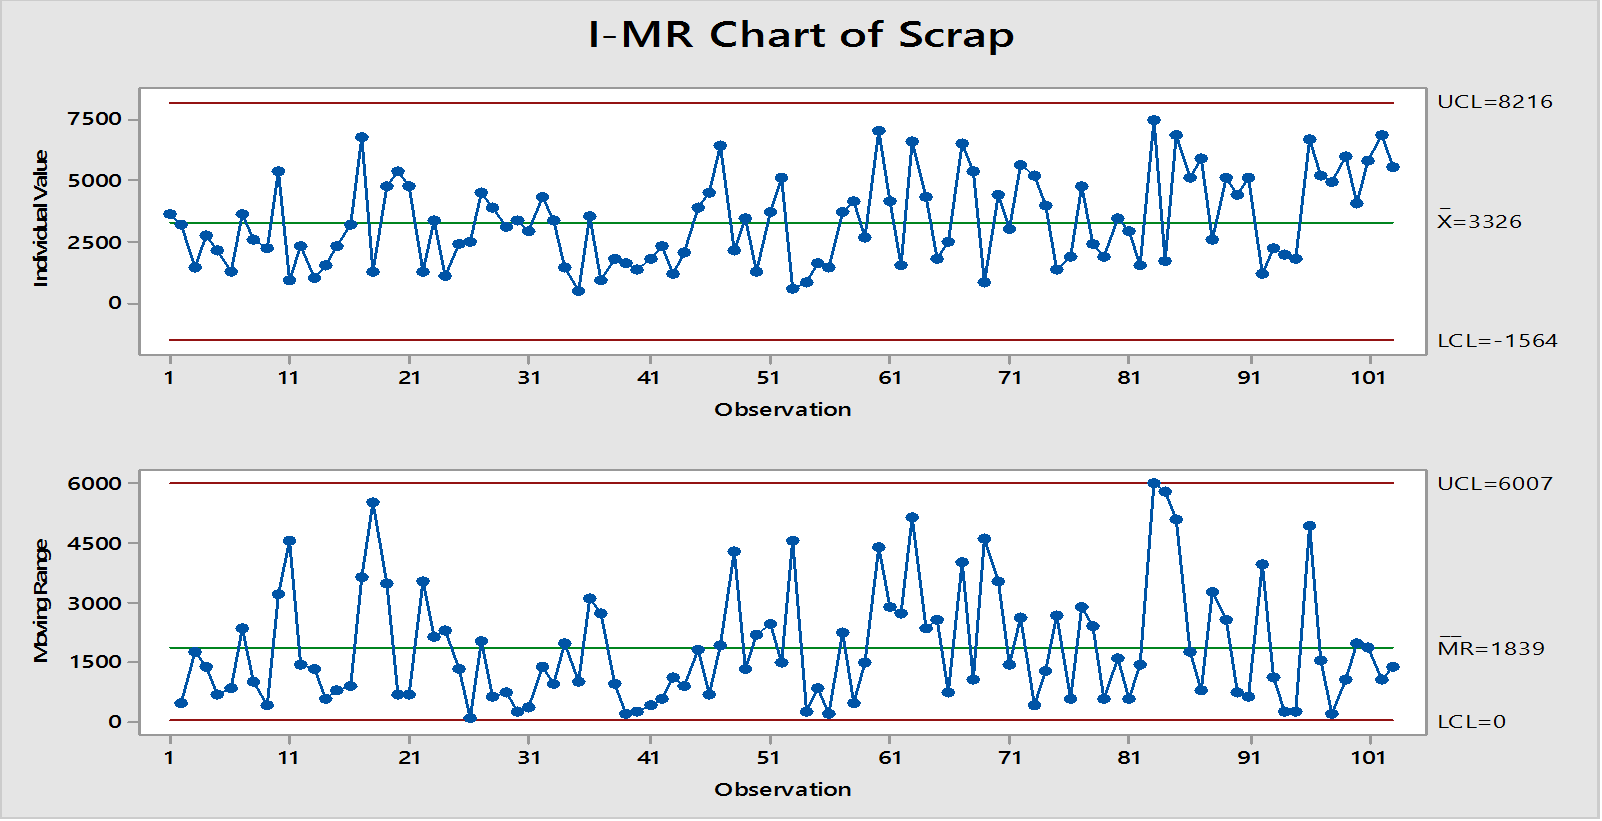 I-MR Chart of Scrap
UCL=8216
7500
5000
2500
0
Individual Value
X̄=3326
LCL=-1564
1 11 21 31 41 51 61 71 81 91 101
Observation
UCL=6007
6000
4500
3000
1500
0
Moving Range
M̅R̅=1839
LCL=0
1 11 21 31 41 51 61 71 81 91 101
Observation